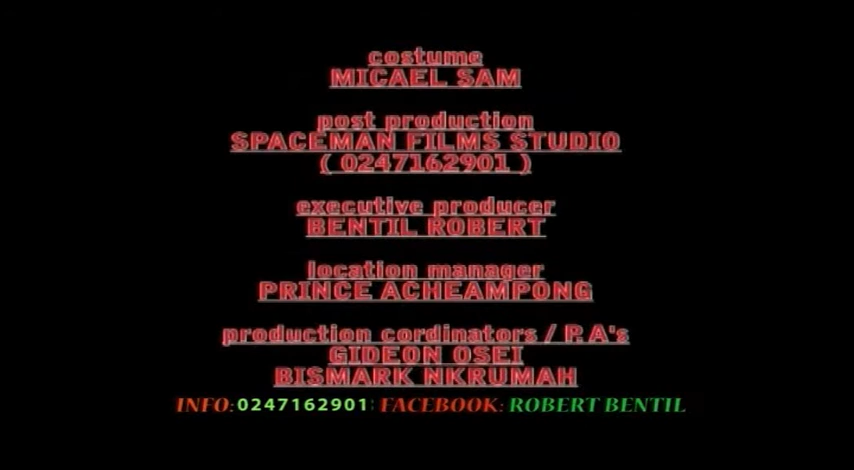 costume
MICAEL SAM
post production
SPACEMAN FILMS STUDIO
( 0247162901 )
executive producer
BENTIL ROBERT
location manager
PRINCE ACHEAMPONG
production cordinators / P. A's
GIDEON OSEI
BISMARK NKRUMAH
INFO: 0247162901: FACEBOOK: ROBERT BENTIL